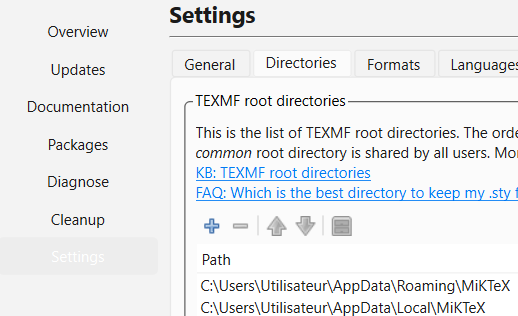 Settings
Overview
Updates
Documentation
Packages
Diagnose
Cleanup
Settings
General Directories Formats Languages
TEXMF root directories
This is the list of TEXMF root directories. The orde
common root directory is shared by all users. Mor
KB: TEXMF root directories
FAQ: Which is the best directory to keep my .sty f
Path
C:\Users\Utilisateur\AppData\Roaming\MiKTeX
C:\Users\Utilisateur\AppData\Local\MiKTeX